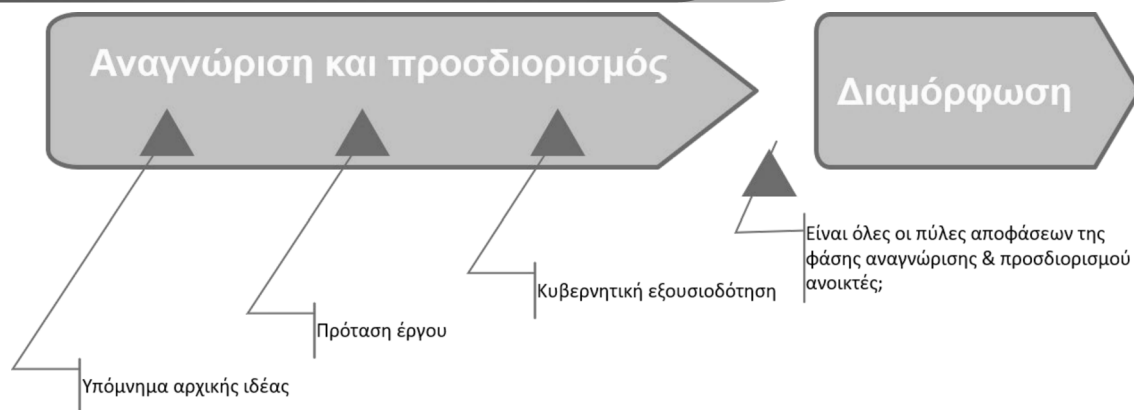 Αναγνώριση και προσδιορισμός
Διαμόρφωση
Είναι όλες οι πύλες αποφάσεων της
φάσης αναγνώρισης & προσδιορισμού
ανοικτές;
Κυβερνητική εξουσιοδότηση
Πρόταση έργου
Υπόμνημα αρχικής ιδέας